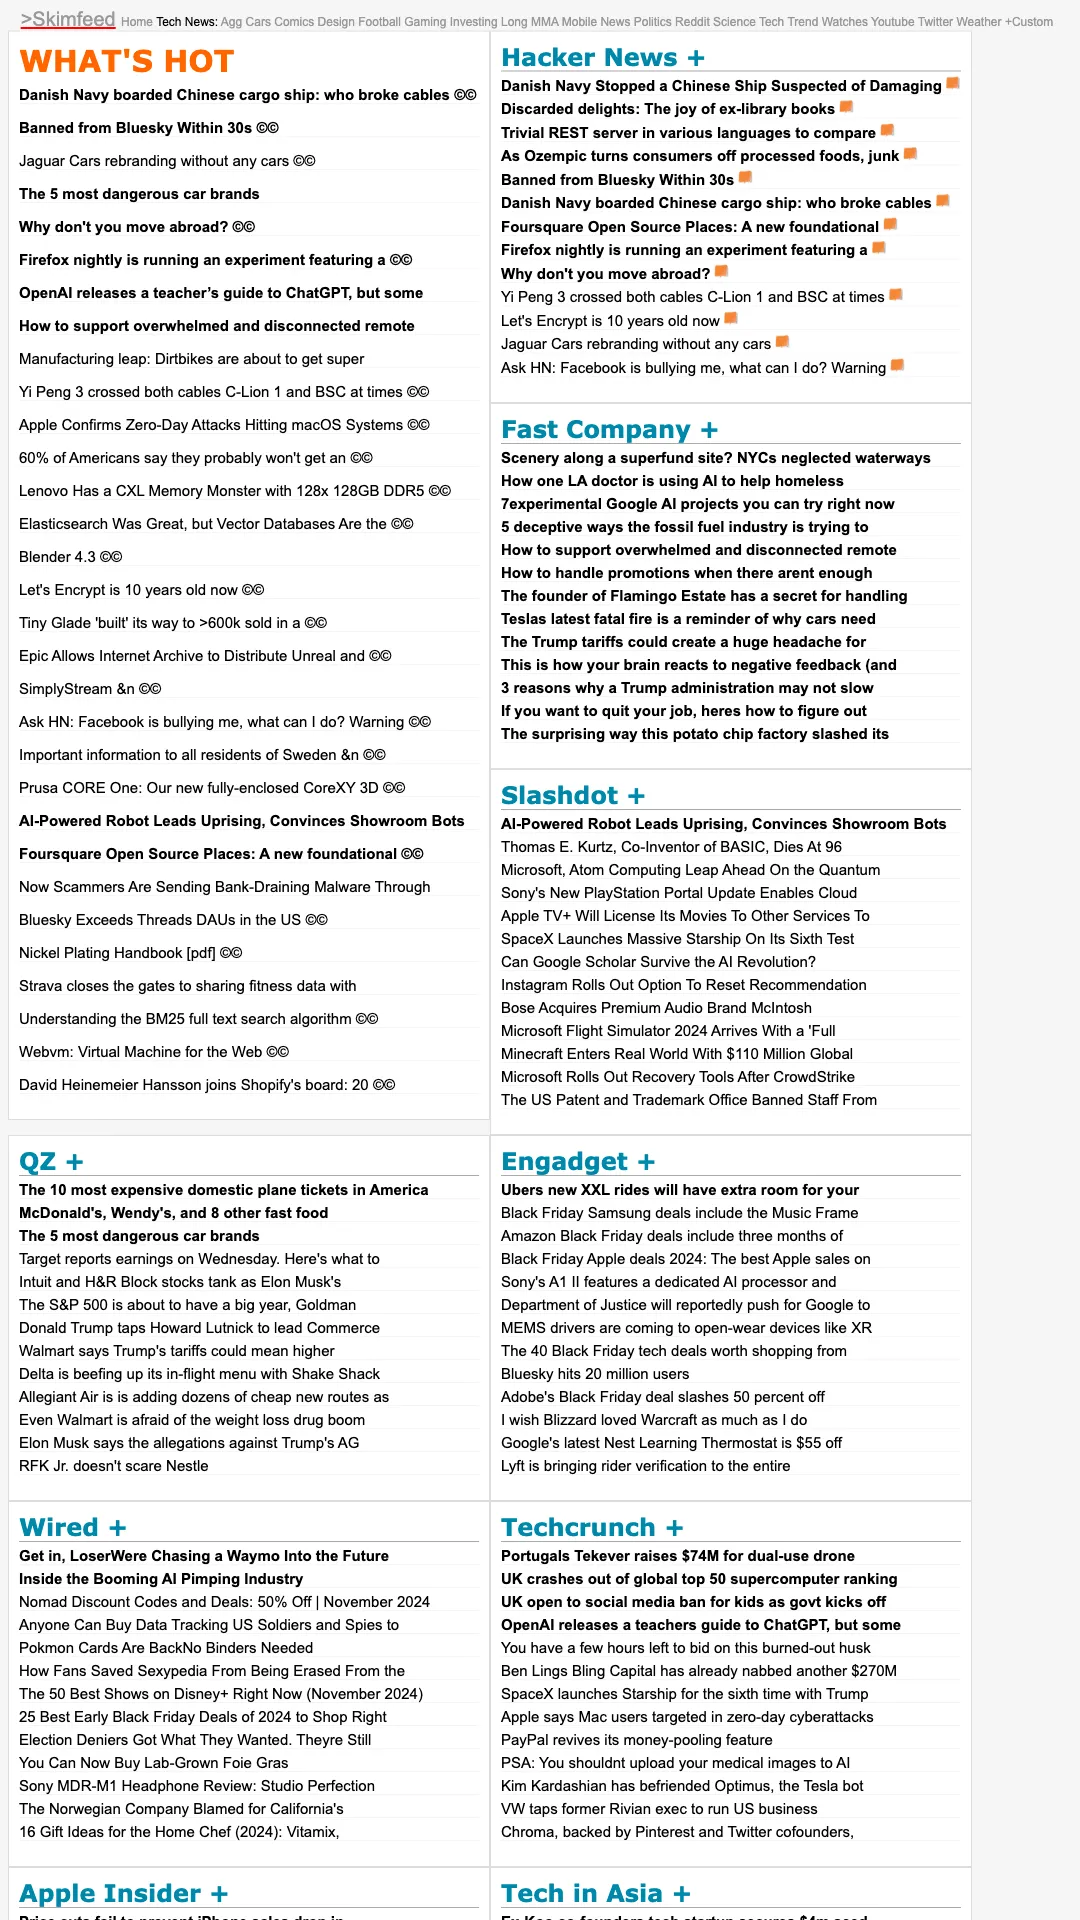 >Skimfeed Home Tech News: Agg Cars Comics Design Football Gaming Investing Long MMA Mobile News Politics Reddit Science Tech Trend Watches Youtube Twitter Weather +Custom
WHAT'S HOT
Danish Navy boarded Chinese cargo ship: who broke cables ©©
Banned from Bluesky Within 30s ©©
Jaguar Cars rebranding without any cars ©©
The 5 most dangerous car brands
Why don't you move abroad? ©©
Firefox nightly is running an experiment featuring a ©©
OpenAI releases a teacher’s guide to ChatGPT, but some
How to support overwhelmed and disconnected remote
Manufacturing leap: Dirtbikes are about to get super
Yi Peng 3 crossed both cables C-Lion 1 and BSC at times ©©
Apple Confirms Zero-Day Attacks Hitting macOS Systems ©©
60% of Americans say they probably won't get an ©©
Lenovo Has a CXL Memory Monster with 128x 128GB DDR5 ©©
Elasticsearch Was Great, but Vector Databases Are the ©©
Blender 4.3 ©©
Let's Encrypt is 10 years old now ©©
Tiny Glade 'built' its way to >600k sold in a ©©
Epic Allows Internet Archive to Distribute Unreal and ©©
SimplyStream &n ©©
Ask HN: Facebook is bullying me, what can I do? Warning ©©
Important information to all residents of Sweden &n ©©
Prusa CORE One: Our new fully-enclosed CoreXY 3D ©©
AI-Powered Robot Leads Uprising, Convinces Showroom Bots
Foursquare Open Source Places: A new foundational ©©
Now Scammers Are Sending Bank-Draining Malware Through
Bluesky Exceeds Threads DAUs in the US ©©
Nickel Plating Handbook [pdf] ©©
Strava closes the gates to sharing fitness data with
Understanding the BM25 full text search algorithm ©©
Webvm: Virtual Machine for the Web ©©
David Heinemeier Hansson joins Shopify's board: 20 ©©
Hacker News +
Danish Navy Stopped a Chinese Ship Suspected of Damaging
Discarded delights: The joy of ex-library books
Trivial REST server in various languages to compare
As Ozempic turns consumers off processed foods, junk
Banned from Bluesky Within 30s
Danish Navy boarded Chinese cargo ship: who broke cables
Foursquare Open Source Places: A new foundational
Firefox nightly is running an experiment featuring a
Why don't you move abroad?
Yi Peng 3 crossed both cables C-Lion 1 and BSC at times
Let's Encrypt is 10 years old now
Jaguar Cars rebranding without any cars
Ask HN: Facebook is bullying me, what can I do? Warning
Fast Company +
Scenery along a superfund site? NYCs neglected waterways
How one LA doctor is using AI to help homeless
7experimental Google AI projects you can try right now
5 deceptive ways the fossil fuel industry is trying to
How to support overwhelmed and disconnected remote
How to handle promotions when there arent enough
The founder of Flamingo Estate has a secret for handling
Teslas latest fatal fire is a reminder of why cars need
The Trump tariffs could create a huge headache for
This is how your brain reacts to negative feedback (and
3 reasons why a Trump administration may not slow
If you want to quit your job, heres how to figure out
The surprising way this potato chip factory slashed its
Slashdot +
AI-Powered Robot Leads Uprising, Convinces Showroom Bots
Thomas E. Kurtz, Co-Inventor of BASIC, Dies At 96
Microsoft, Atom Computing Leap Ahead On the Quantum
Sony's New PlayStation Portal Update Enables Cloud
Apple TV+ Will License Its Movies To Other Services To
SpaceX Launches Massive Starship On Its Sixth Test
Can Google Scholar Survive the AI Revolution?
Instagram Rolls Out Option To Reset Recommendation
Bose Acquires Premium Audio Brand McIntosh
Microsoft Flight Simulator 2024 Arrives With a 'Full
Minecraft Enters Real World With $110 Million Global
Microsoft Rolls Out Recovery Tools After CrowdStrike
The US Patent and Trademark Office Banned Staff From
QZ +
The 10 most expensive domestic plane tickets in America
McDonald's, Wendy's, and 8 other fast food
The 5 most dangerous car brands
Target reports earnings on Wednesday. Here's what to
Intuit and H&R Block stocks tank as Elon Musk's
The S&P 500 is about to have a big year, Goldman
Donald Trump taps Howard Lutnick to lead Commerce
Walmart says Trump's tariffs could mean higher
Delta is beefing up its in-flight menu with Shake Shack
Allegiant Air is is adding dozens of cheap new routes as
Even Walmart is afraid of the weight loss drug boom
Elon Musk says the allegations against Trump's AG
RFK Jr. doesn't scare Nestle
Engadget +
Ubers new XXL rides will have extra room for your
Black Friday Samsung deals include the Music Frame
Amazon Black Friday deals include three months of
Black Friday Apple deals 2024: The best Apple sales on
Sony's A1 II features a dedicated AI processor and
Department of Justice will reportedly push for Google to
MEMS drivers are coming to open-wear devices like XR
The 40 Black Friday tech deals worth shopping from
Bluesky hits 20 million users
Adobe's Black Friday deal slashes 50 percent off
I wish Blizzard loved Warcraft as much as I do
Google's latest Nest Learning Thermostat is $55 off
Lyft is bringing rider verification to the entire
Wired +
Get in, LoserWere Chasing a Waymo Into the Future
Inside the Booming AI Pimping Industry
Nomad Discount Codes and Deals: 50% Off | November 2024
Anyone Can Buy Data Tracking US Soldiers and Spies to
Pokmon Cards Are BackNo Binders Needed
How Fans Saved Sexypedia From Being Erased From the
The 50 Best Shows on Disney+ Right Now (November 2024)
25 Best Early Black Friday Deals of 2024 to Shop Right
Election Deniers Got What They Wanted. Theyre Still
You Can Now Buy Lab-Grown Foie Gras
Sony MDR-M1 Headphone Review: Studio Perfection
The Norwegian Company Blamed for California's
16 Gift Ideas for the Home Chef (2024): Vitamix,
Techcrunch +
Portugals Tekever raises $74M for dual-use drone
UK crashes out of global top 50 supercomputer ranking
UK open to social media ban for kids as govt kicks off
OpenAI releases a teachers guide to ChatGPT, but some
You have a few hours left to bid on this burned-out husk
Ben Lings Bling Capital has already nabbed another $270M
SpaceX launches Starship for the sixth time with Trump
Apple says Mac users targeted in zero-day cyberattacks
PayPal revives its money-pooling feature
PSA: You shouldnt upload your medical images to AI
Kim Kardashian has befriended Optimus, the Tesla bot
VW taps former Rivian exec to run US business
Chroma, backed by Pinterest and Twitter cofounders,
Apple Insider +
Tech in Asia +